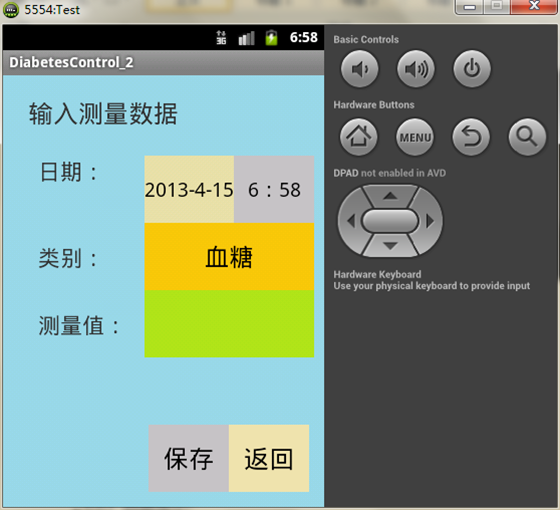 5554:Test
3G
6:58
DiabetesControl_2
输入测量数据
日期：
2013-4-15
6：58
类别：
血糖
测量值：
保存
返回
Basic Controls
Hardware Buttons
MENU
DPAD not enabled in AVD
Hardware Keyboard
Use your physical keyboard to provide input